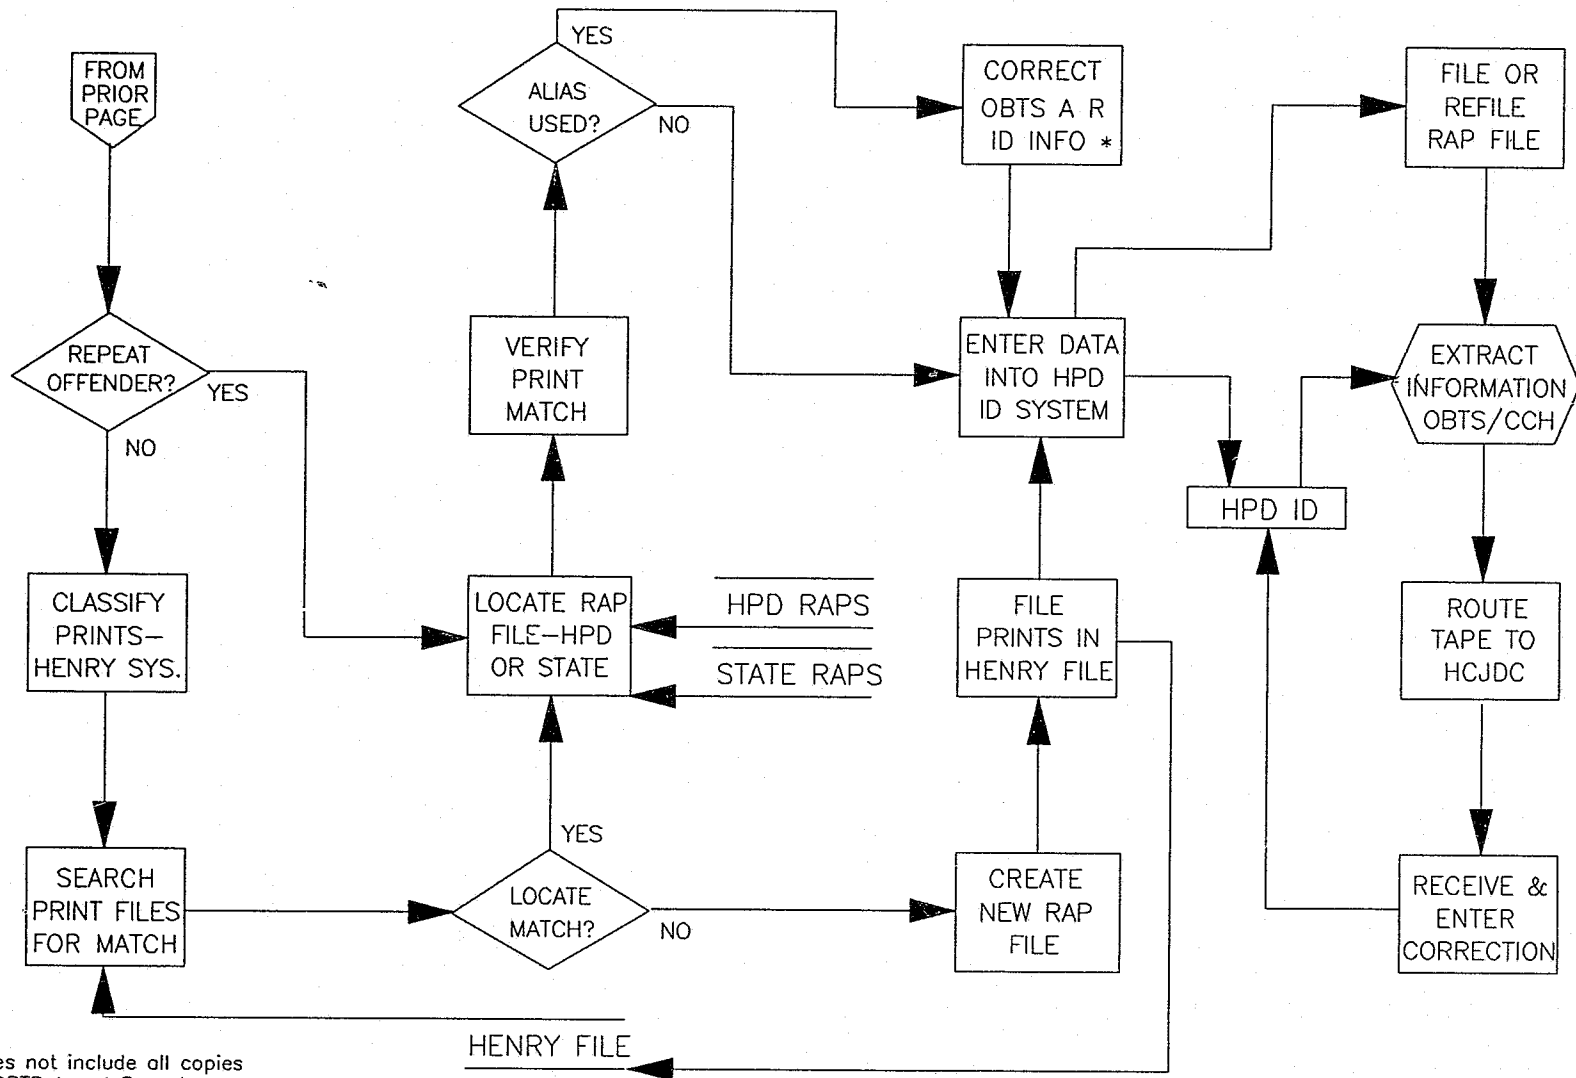 FROM
PRIOR
PAGE
REPEAT
OFFENDER?
YES
NO
CLASSIFY
PRINTS-
HENRY SYS.
SEARCH
PRINT FILES
FOR MATCH
ALIAS
USED?
YES
NO
VERIFY
PRINT
MATCH
LOCATE RAP
FILE-HPD
OR STATE
HPD RAPS
STATE RAPS
LOCATE
MATCH?
YES
NO
HENRY FILE
CORRECT
OBTS A R
ID INFO *
ENTER DATA
INTO HPD
ID SYSTEM
FILE
PRINTS IN
HENRY FILE
CREATE
NEW RAP
FILE
HPD ID
FILE OR
REFILE
RAP FILE
EXTRACT
INFORMATION
OBTS/CCH
ROUTE
TAPE TO
HCJDC
RECEIVE &
ENTER
CORRECTION
not include all copies